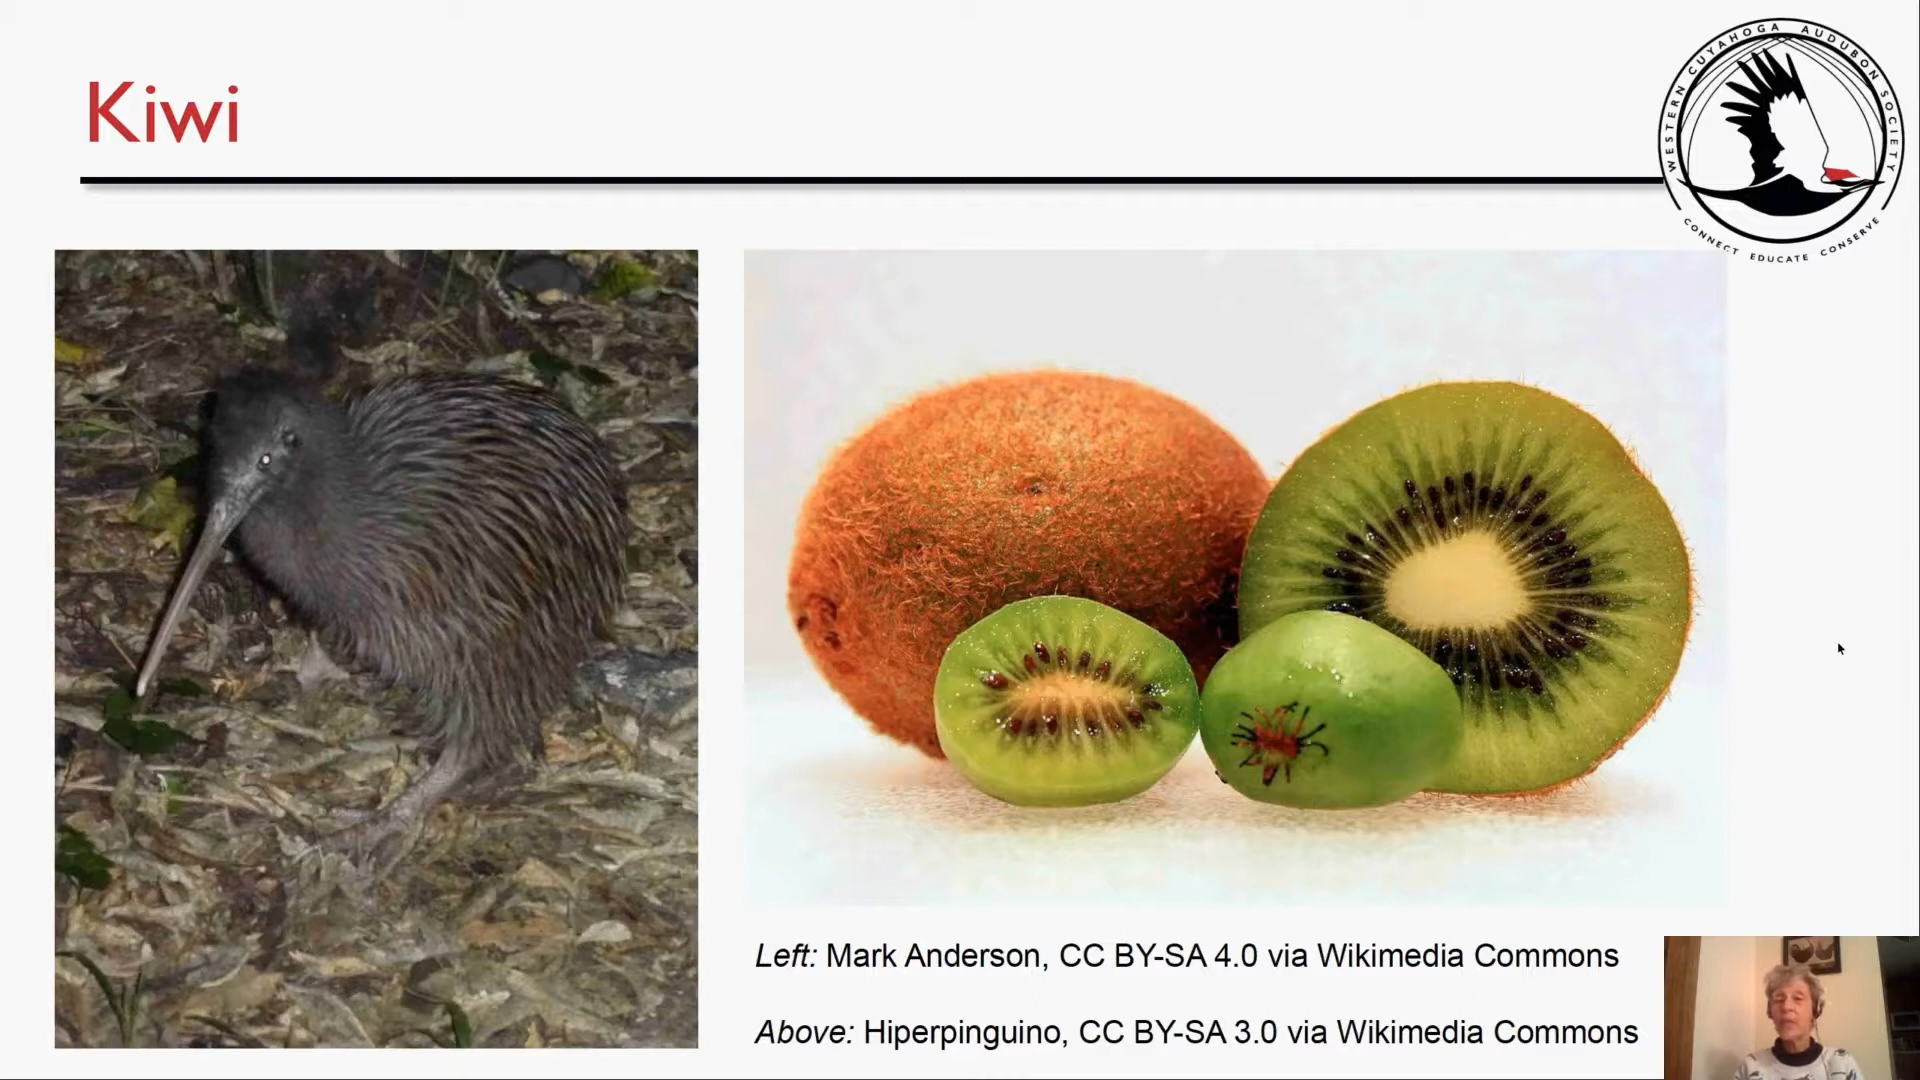 Kiwi
WESTERN CUYAHOGA AUDUBON SOCIETY
CONNECT EDUCATE CONSERVE
Left: Mark Anderson, CC BY-SA 4.0 via Wikimedia Commons
Above: Hiperpinguino, CC BY-SA 3.0 via Wikimedia Commons